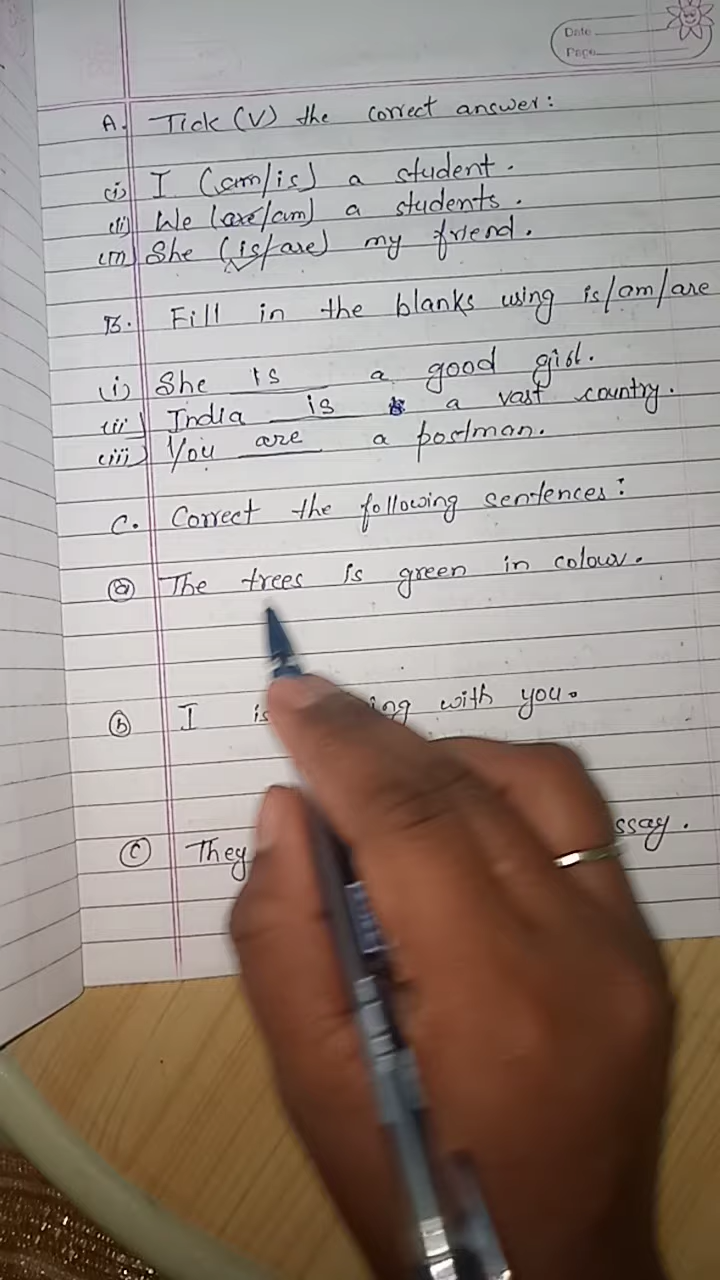 Date
Page
A. Tick (V) the correct answer:
(i) I (am/is) a student.
(ii) We (are/am) a students.
(iii) She (is/are) my friend.
B. Fill in the blanks using is/am/are
(i) She is a good girl.
(ii) India is a vast country.
(iii) You are a postman.
C. Correct the following sentences:
(a) The trees is green in colour.
(b) I is with you.
(c) They